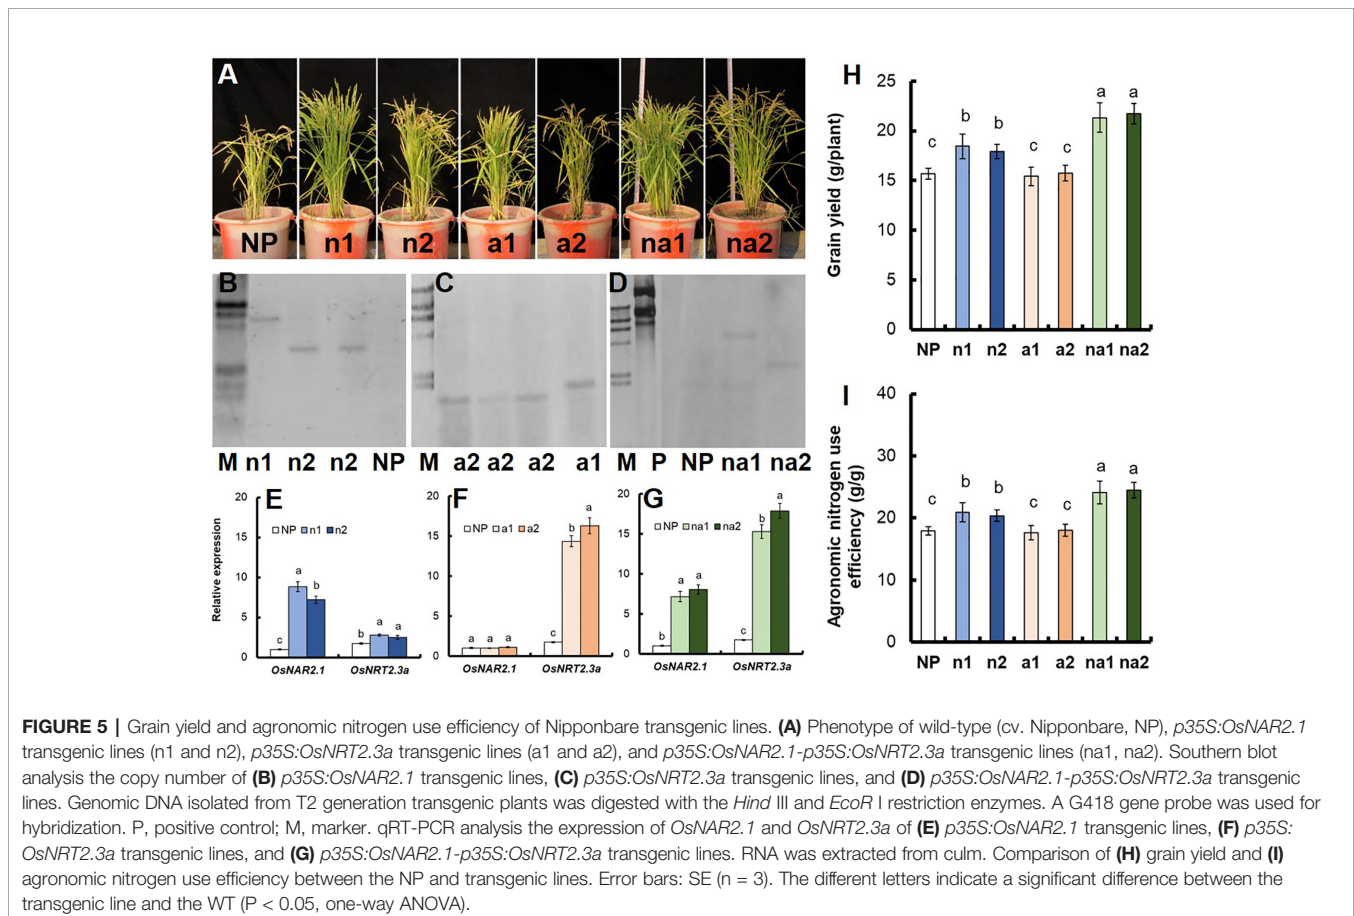 A
NP n1 n2 a1 a2 na1 na2
B C D
M n1 n2 n2 NP
M a2 a2 a2 a1
M P NP na1 na2
E
Relative expression
20
15
10
5
0
NP n1 n2
c a b b a a
OsNAR2.1 OsNRT2.3a
F
20
15
10
5
0
NP a1 a2
a a a c b a
OsNAR2.1 OsNRT2.3a
G
20
15
10
5
0
NP na1 na2
b a a c b a
OsNAR2.1 OsNRT2.3a
H
Grain yield (g/plant)
25
20
15
10
5
0
c b b c c a a
NP n1 n2 a1 a2 na1 na2
I
Agronomic nitrogen use
efficiency (g/g)
40
30
20
10
0
c b b c c a a
NP n1 n2 a1 a2 na1 na2
FIGURE 5 | Grain yield and agronomic nitrogen use efficiency of Nipponbare transgenic lines. (A) Phenotype of wild-type (cv. Nipponbare, NP), p35S:OsNAR2.1
transgenic lines (n1 and n2), p35S:OsNRT2.3a transgenic lines (a1 and a2), and p35S:OsNAR2.1-p35S:OsNRT2.3a transgenic lines (na1, na2). Southern blot
analysis the copy number of (B) p35S:OsNAR2.1 transgenic lines, (C) p35S:OsNRT2.3a transgenic lines, and (D) p35S:OsNAR2.1-p35S:OsNRT2.3a transgenic
lines. Genomic DNA isolated from T2 generation transgenic plants was digested with the Hind III and EcoR I restriction enzymes. A G418 gene probe was used for
hybridization. P, positive control; M, marker. qRT-PCR analysis the expression of OsNAR2.1 and OsNRT2.3a of (E) p35S:OsNAR2.1 transgenic lines, (F) p35S:
OsNRT2.3a transgenic lines, and (G) p35S:OsNAR2.1-p35S:OsNRT2.3a transgenic lines. RNA was extracted from culm. Comparison of (H) grain yield and (I)
agronomic nitrogen use efficiency between the NP and transgenic lines. Error bars: SE (n = 3). The different letters indicate a significant difference between the
transgenic line and the WT (P < 0.05, one-way ANOVA).